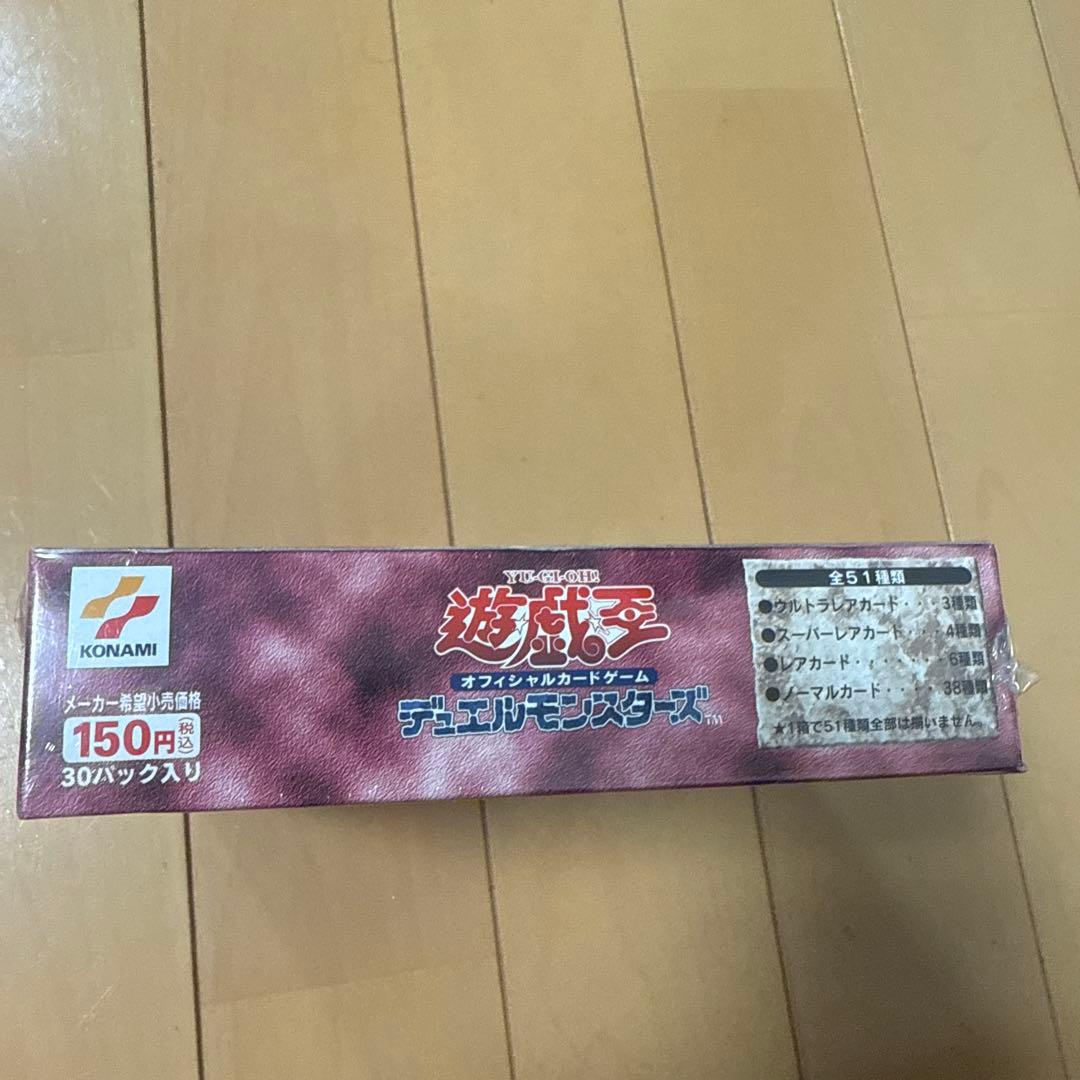 KONAMI
メーカー希望小売価格
150円(税込)
30パック入り
YU-GI-OH!
遊☆戯☆王
オフィシャルカードゲーム
デュエルモンスターズ™
全51種類
●ウルトラレアカード・・・3種類
●スーパーレアカード・・・4種類
●レアカード・・・・・・・6種類
●ノーマルカード・・・・38種類
★1箱で51種類全部は揃いません。